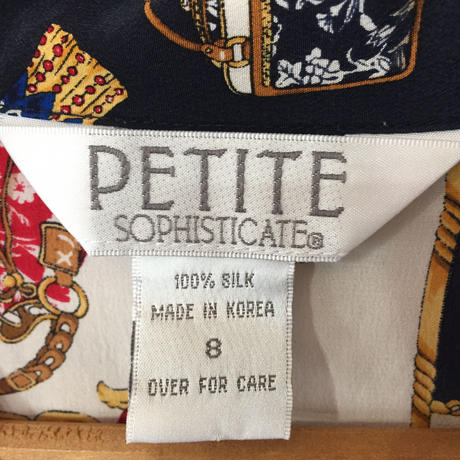 PETITE
SOPHISTICATE®
100% SILK
MADE IN KOREA
8
OVER FOR CARE